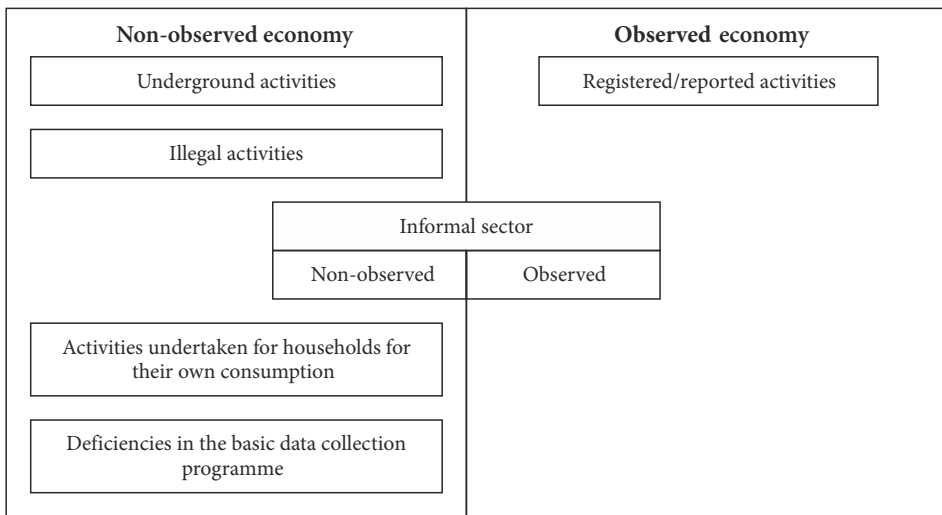 Non-observed economy
Observed economy
Underground activities
Registered/reported activities
Illegal activities
Informal sector
Non-observed
Observed
Activities undertaken for households for
their own consumption
Deficiencies in the basic data collection
programme